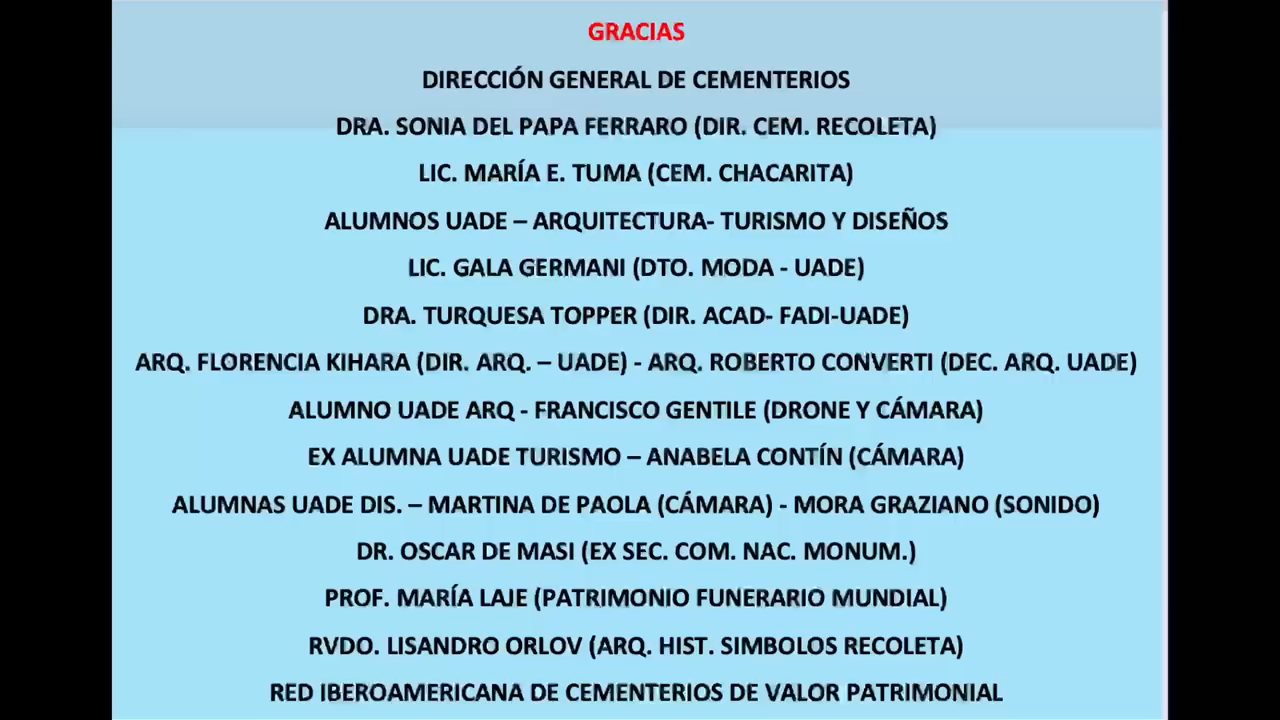 GRACIAS
DIRECCIÓN GENERAL DE CEMENTERIOS
DRA. SONIA DEL PAPA FERRARO (DIR. CEM. RECOLETA)
LIC. MARÍA E. TUMA (CEM. CHACARITA)
ALUMNOS UADE – ARQUITECTURA- TURISMO Y DISEÑOS
LIC. GALA GERMANI (DTO. MODA - UADE)
DRA. TURQUESA TOPPER (DIR. ACAD- FADI-UADE)
ARQ. FLORENCIA KIHARA (DIR. ARQ. – UADE) - ARQ. ROBERTO CONVERTI (DEC. ARQ. UADE)
ALUMNO UADE ARQ - FRANCISCO GENTILE (DRONE Y CÁMARA)
EX ALUMNA UADE TURISMO – ANABELA CONTÍN (CÁMARA)
ALUMNAS UADE DIS. – MARTINA DE PAOLA (CÁMARA) - MORA GRAZIANO (SONIDO)
DR. OSCAR DE MASI (EX SEC. COM. NAC. MONUM.)
PROF. MARÍA LAJE (PATRIMONIO FUNERARIO MUNDIAL)
RVDO. LISANDRO ORLOV (ARQ. HIST. SIMBOLOS RECOLETA)
RED IBEROAMERICANA DE CEMENTERIOS DE VALOR PATRIMONIAL